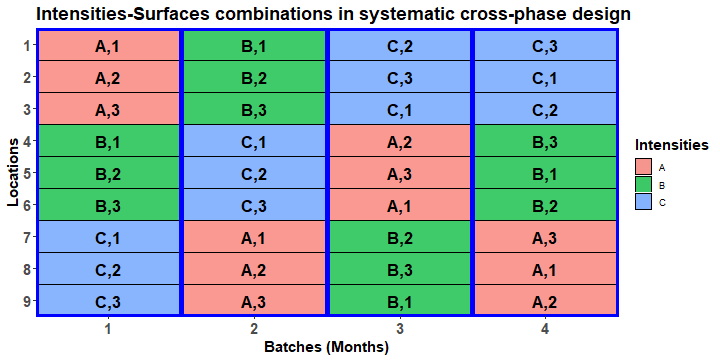 Intensities-Surfaces combinations in systematic cross-phase design
1 A,1 B,1 C,2 C,3
2 A,2 B,2 C,3 C,1
3 A,3 B,3 C,1 C,2
4 B,1 C,1 A,2 B,3
5 B,2 C,2 A,3 B,1
6 B,3 C,3 A,1 B,2
7 C,1 A,1 B,2 A,3
8 C,2 A,2 B,3 A,1
9 C,3 A,3 B,1 A,2
1 2 3 4
Batches (Months)
Locations
Intensities
A
B
C